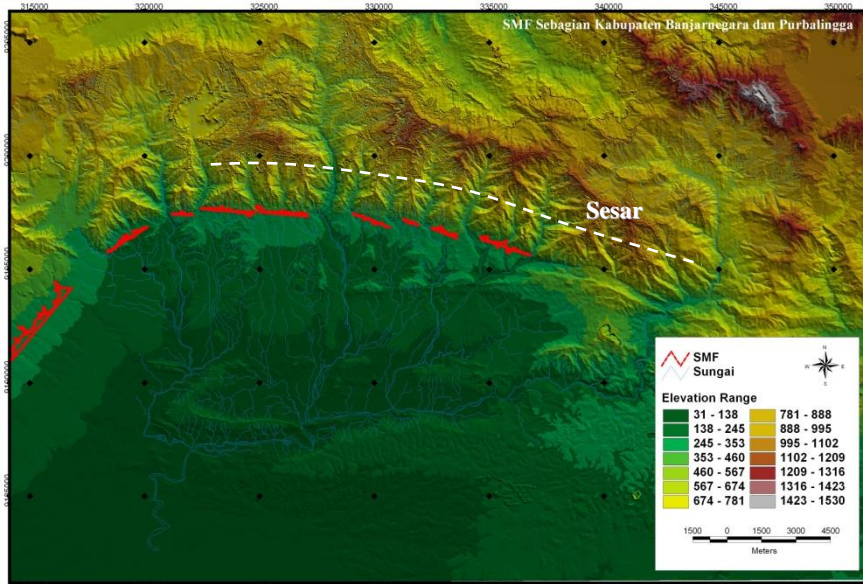 315000 320000 325000 330000 335000 340000 345000 350000
SMF Sebagian Kabupaten Banjarnegara dan Purbalingga
Sesar
SMF
Sungai
N
W E
S
Elevation Range
31 - 138 781 - 888
138 - 245 888 - 995
245 - 353 995 - 1102
353 - 460 1102 - 1209
460 - 567 1209 - 1316
567 - 674 1316 - 1423
674 - 781 1423 - 1530
1500 0 1500 3000 4500
Meters